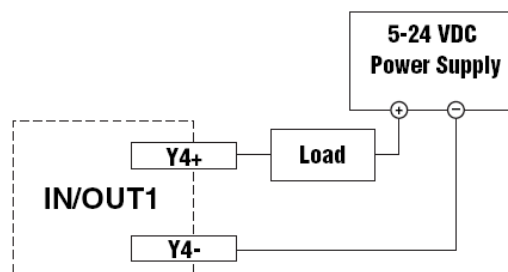 5-24 VDC
Power Supply
+ −
Y4+
Load
IN/OUT1
Y4-